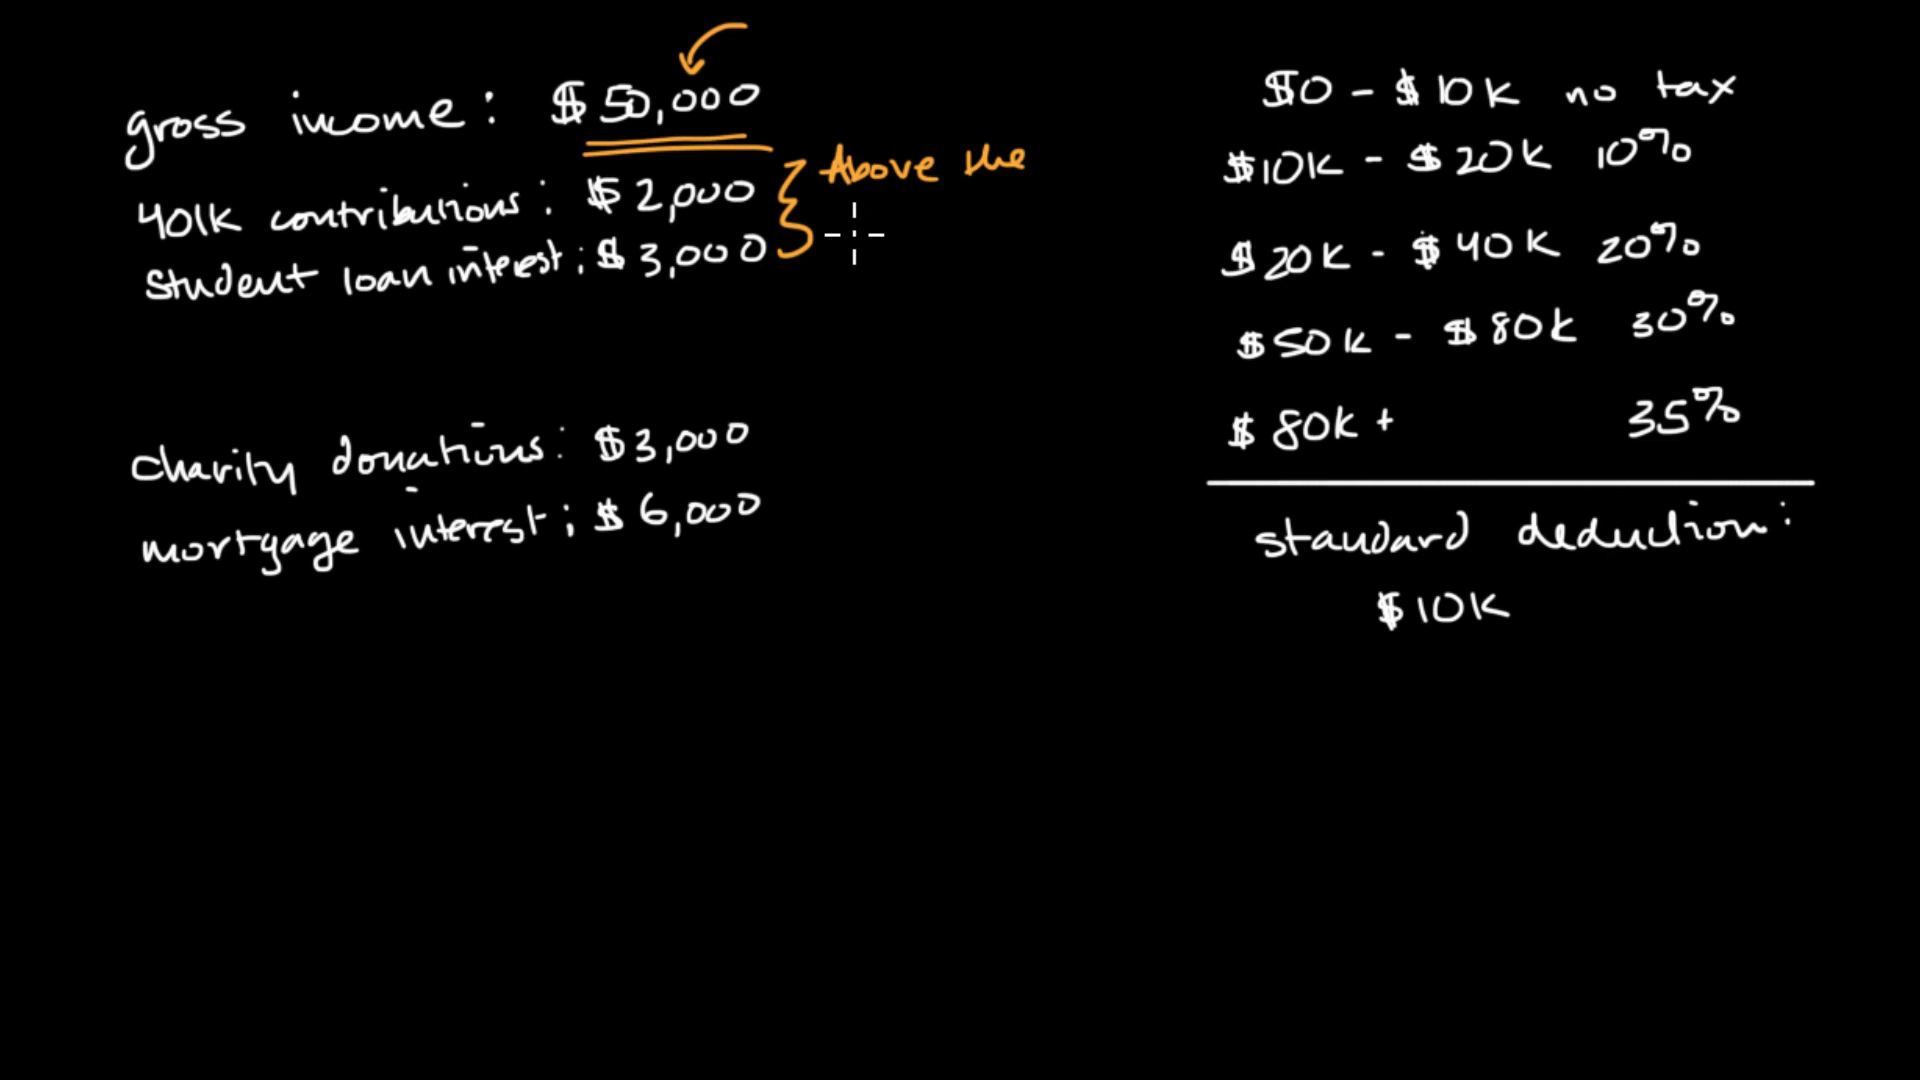 gross income: $50,000
401K contributions: $2,000
student loan interest: $3,000
Above the
charity donations: $3,000
mortgage interest: $6,000
$0 - $10K no tax
$10K - $20K 10%
$20K - $40K 20%
$50K - $80K 30%
$80K + 35%
standard deduction:
$10K